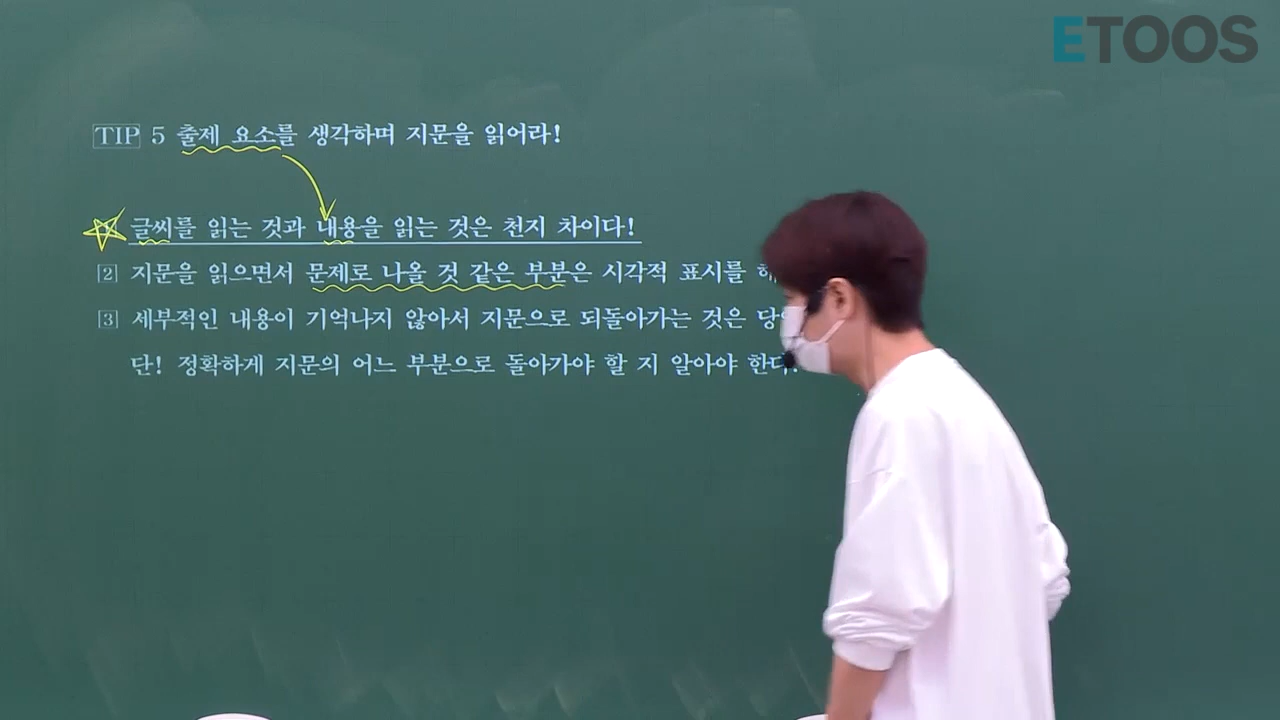 ETOOS
TIP 5 출제 요소를 생각하며 지문을 읽어라!
글씨를 읽는 것과 내용을 읽는 것은 천지 차이다!
2 지문을 읽으면서 문제로 나올 것 같은 부분은 시각적 표시를
3 세부적인 내용이 기억나지 않아서 지문으로 되돌아가는 것은
단! 정확하게 지문의 어느 부분으로 돌아가야 할 지 알아야 한다.